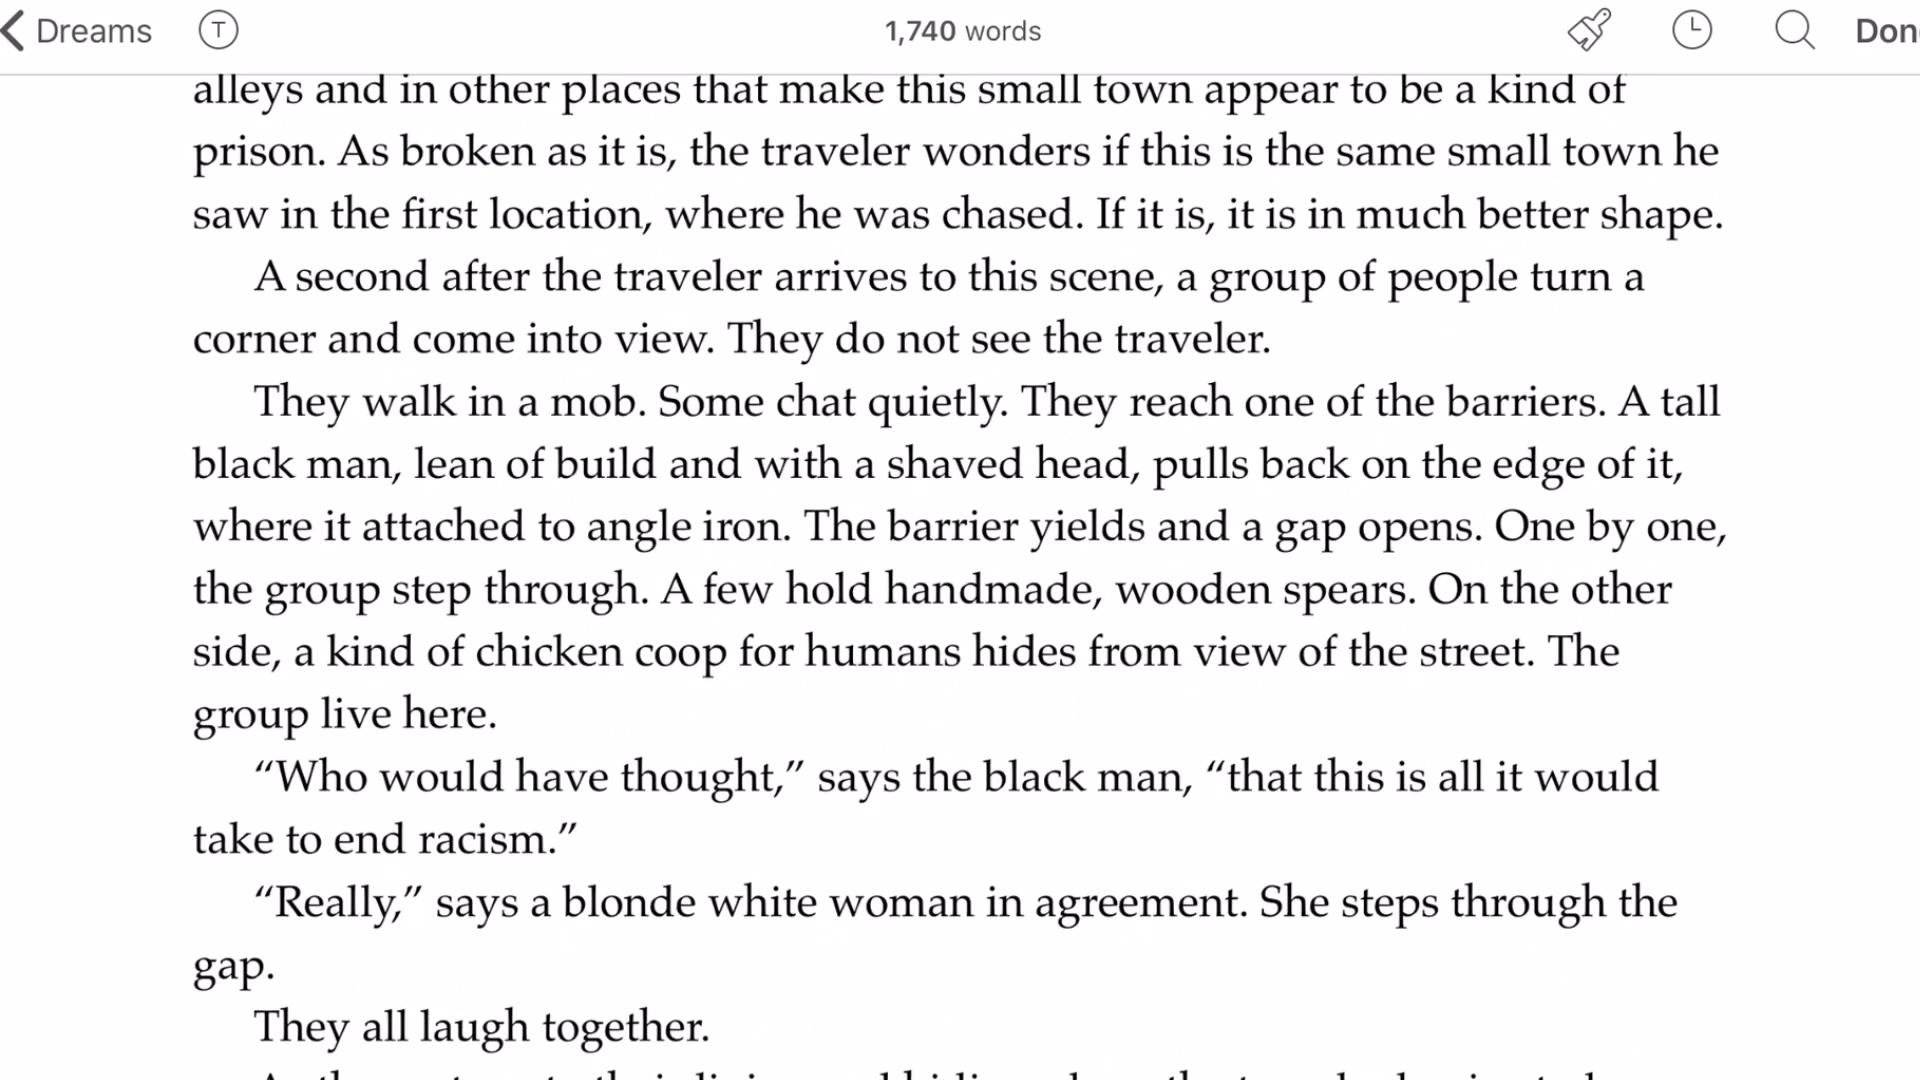 Dreams
T
1,740 words
Don
alleys and in other places that make this small town appear to be a kind of
prison. As broken as it is, the traveler wonders if this is the same small town he
saw in the first location, where he was chased. If it is, it is in much better shape.
A second after the traveler arrives to this scene, a group of people turn a
corner and come into view. They do not see the traveler.
They walk in a mob. Some chat quietly. They reach one of the barriers. A tall
black man, lean of build and with a shaved head, pulls back on the edge of it,
where it attached to angle iron. The barrier yields and a gap opens. One by one,
the group step through. A few hold handmade, wooden spears. On the other
side, a kind of chicken coop for humans hides from view of the street. The
group live here.
“Who would have thought,” says the black man, “that this is all it would
take to end racism.”
“Really,” says a blonde white woman in agreement. She steps through the
gap.
They all laugh together.